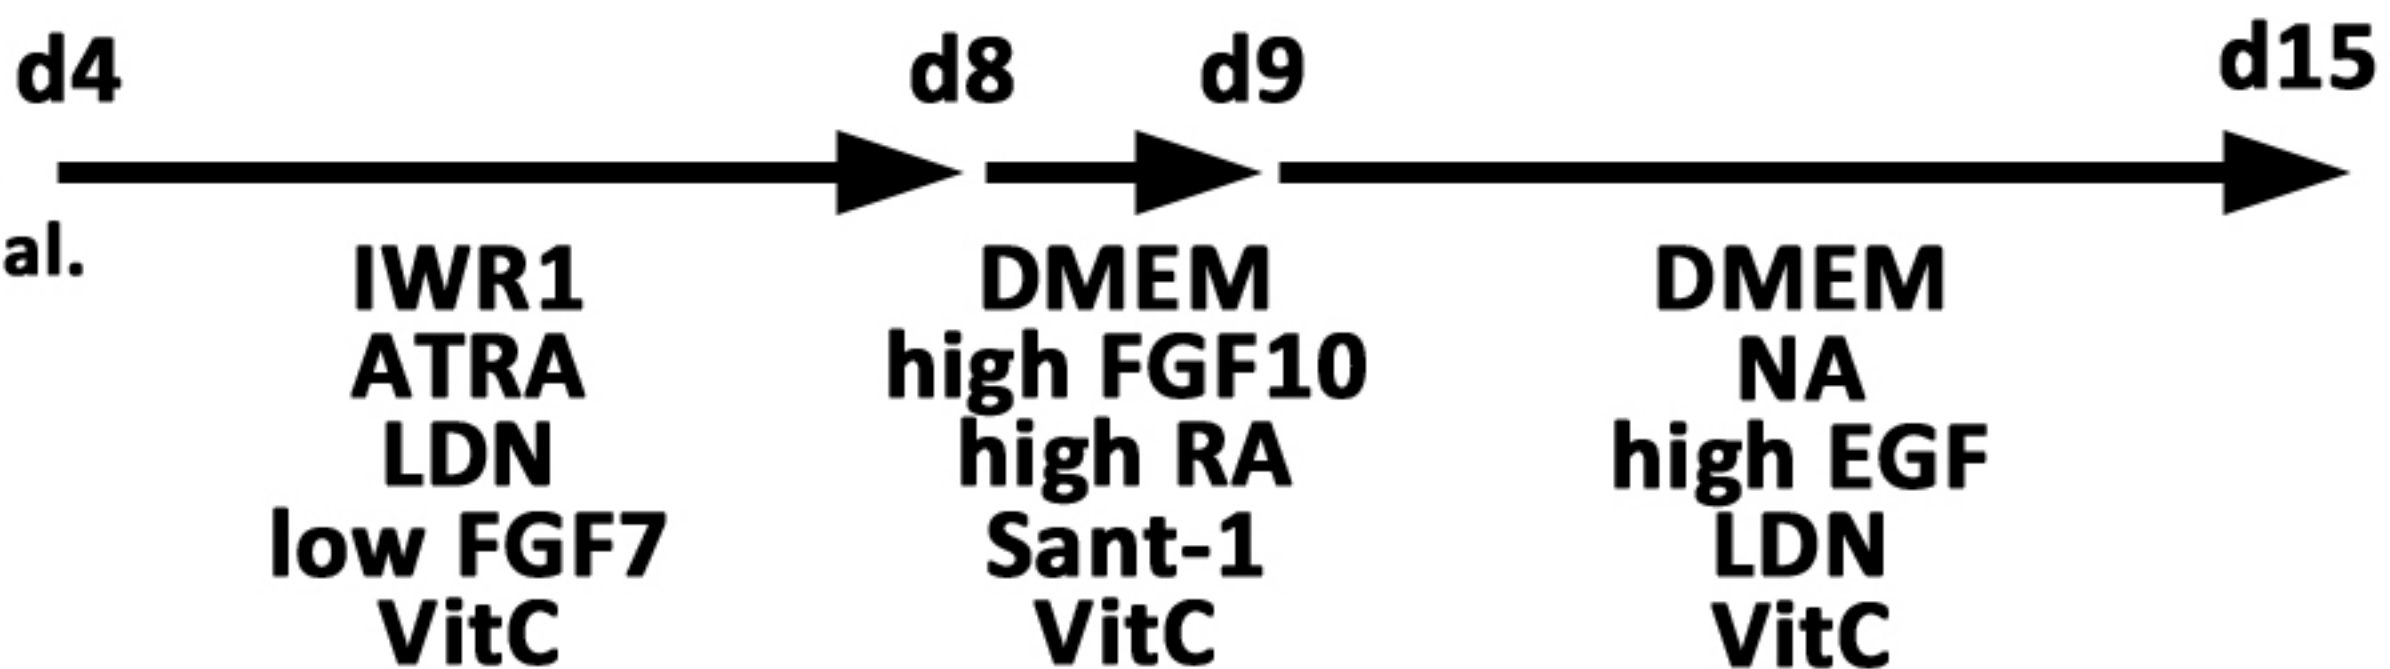 d4 d8 d9 d15
al.
IWR1 DMEM DMEM
ATRA high FGF10 NA
LDN high RA high EGF
low FGF7 Sant-1 LDN
VitC VitC VitC